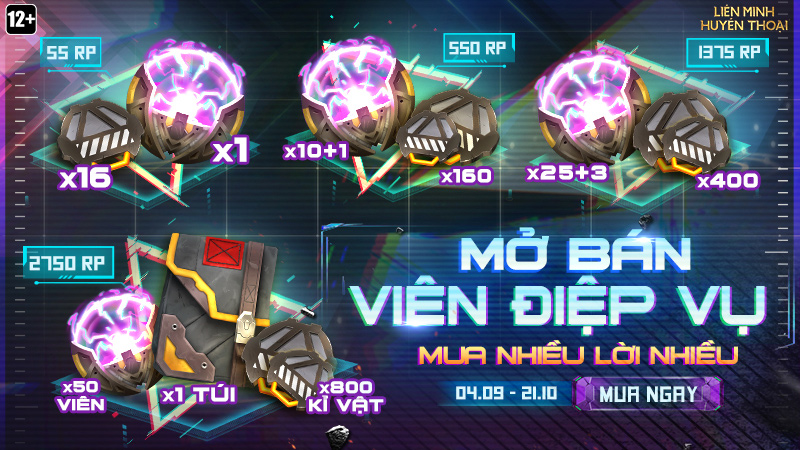 12+
LIÊN MINH
HUYỀN THOẠI
55 RP
x16
x1
550 RP
x10+1
x160
1375 RP
x25+3
x400
2750 RP
x50
VIÊN
x1 TÚI
x800
KỈ VẬT
MỞ BÁN
VIÊN ĐIỆP VỤ
MUA NHIỀU LỜI NHIỀU
04.09 - 21.10
MUA NGAY